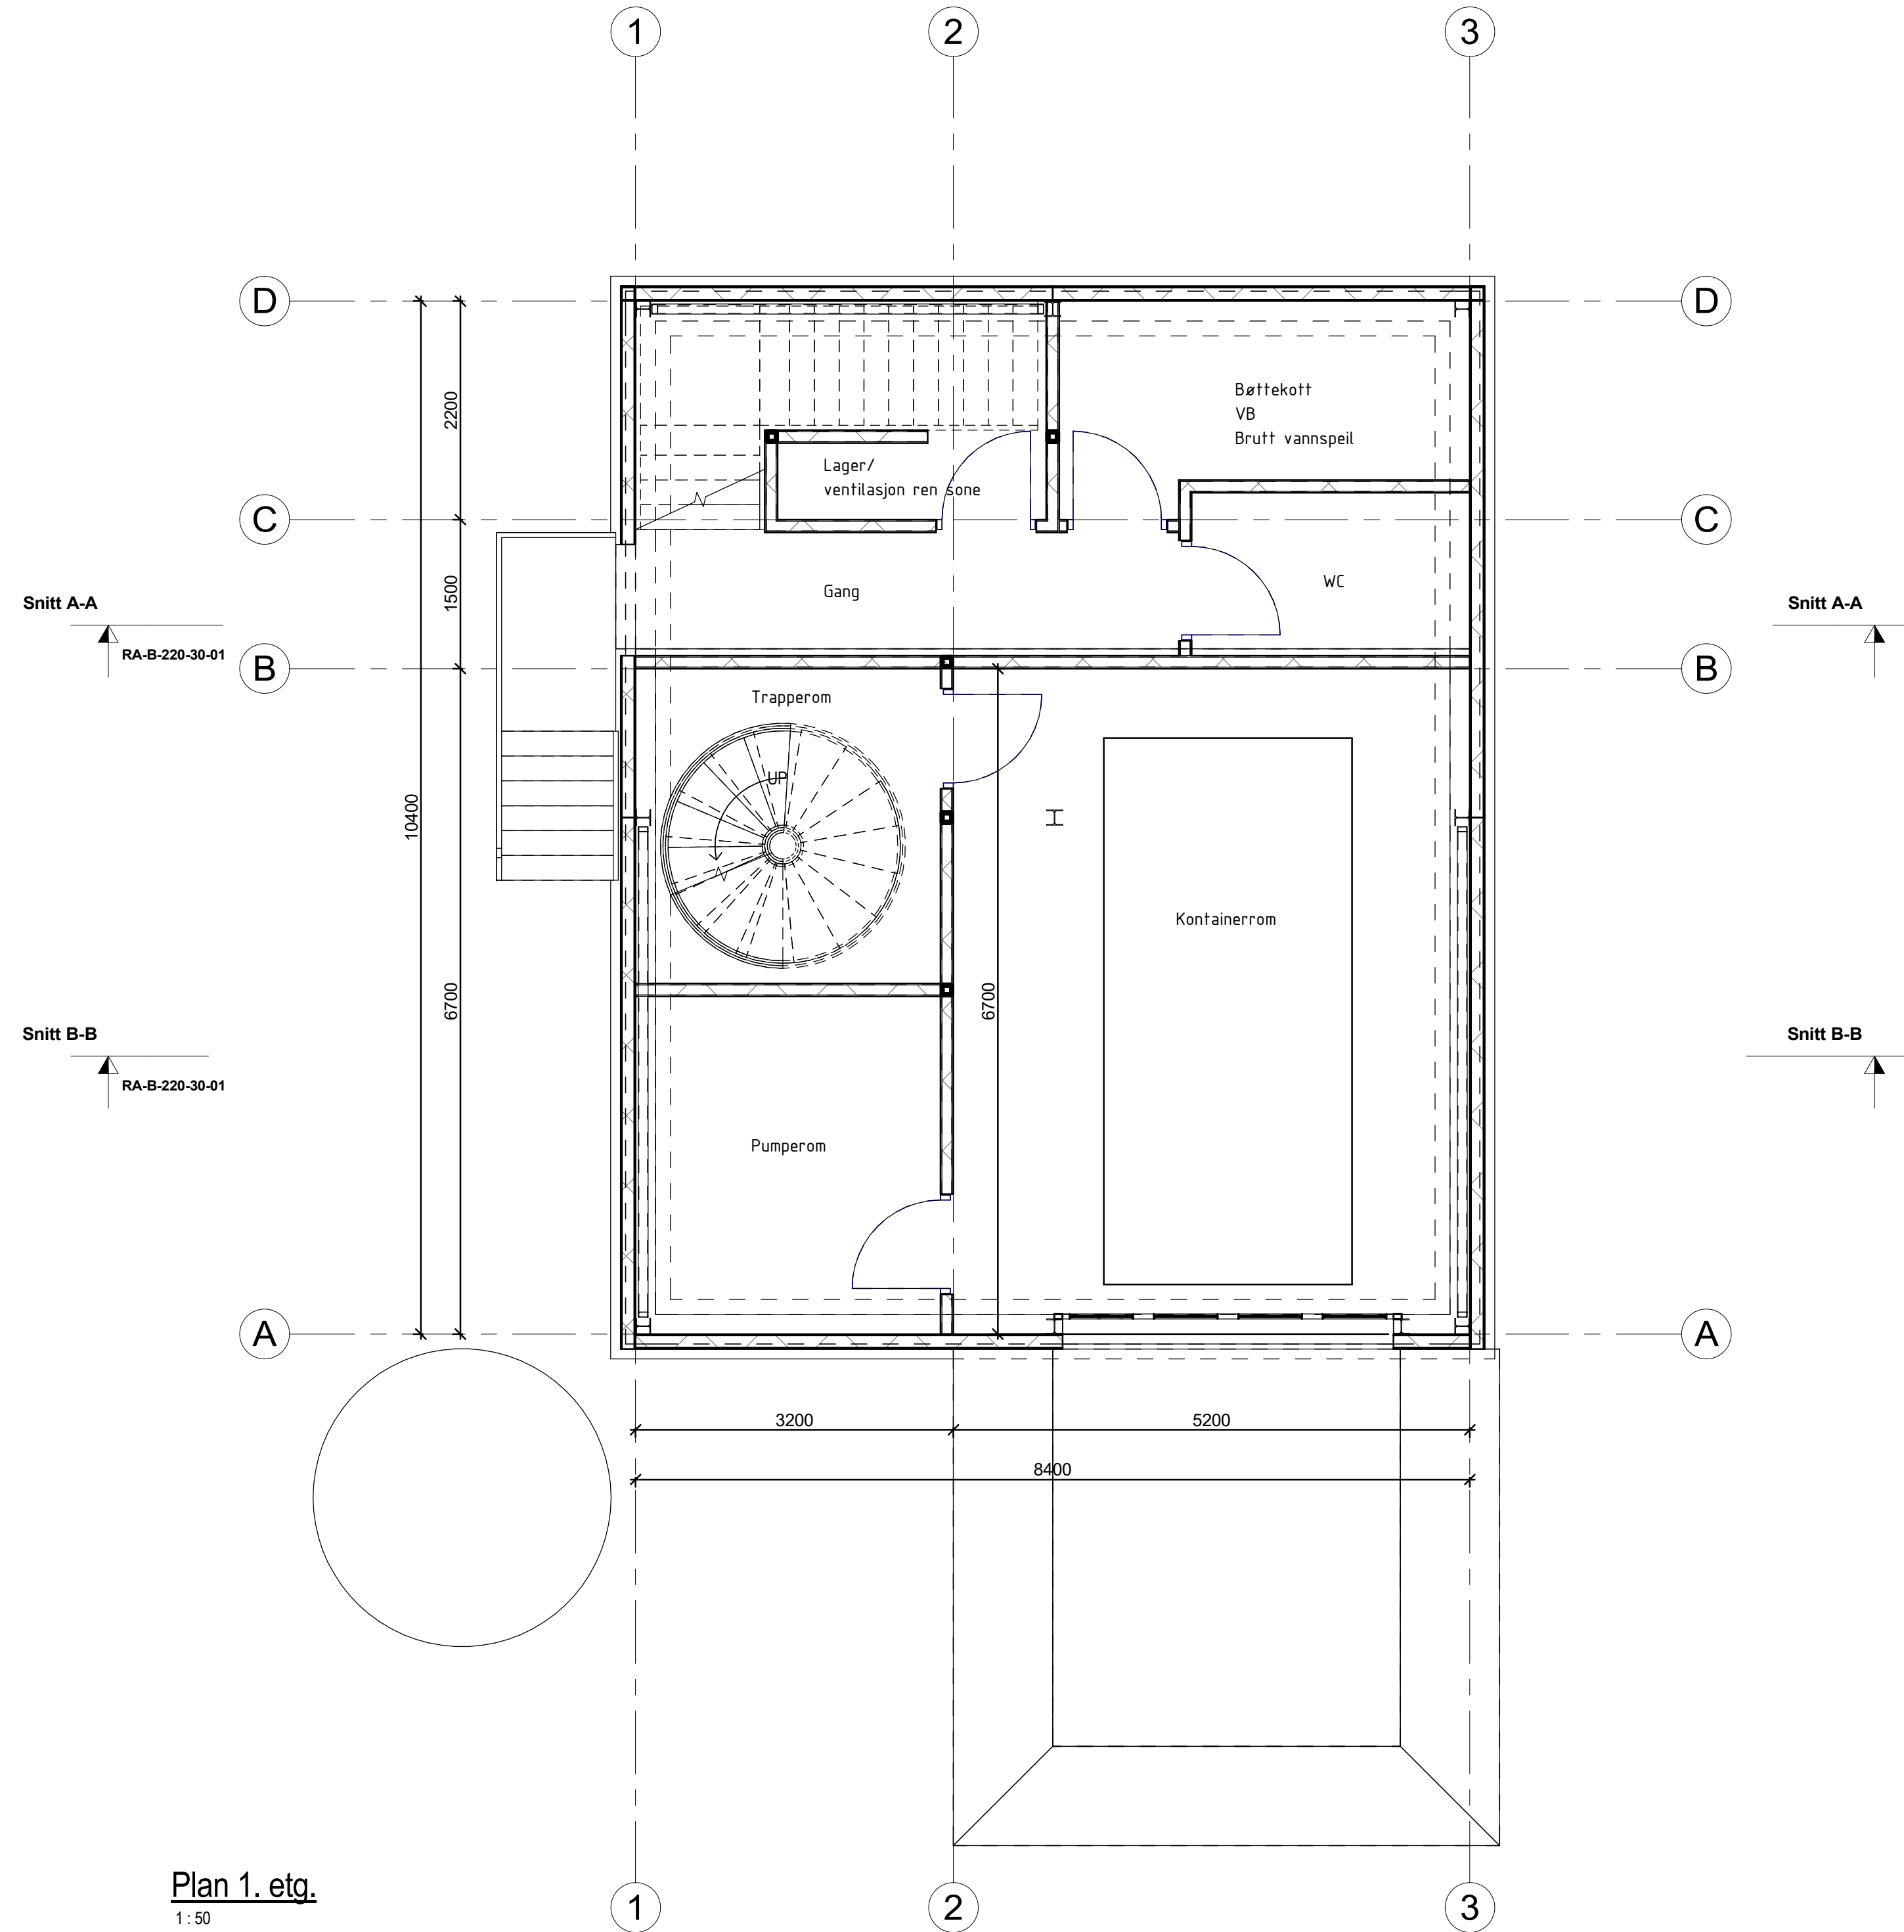 1 2 3
D D
2200
Bøttekott
VB
Brutt vannspeil
Lager/
ventilasjon ren sone
C C
1500
Gang
WC
Snitt A-A Snitt A-A
RA-B-220-30-01
B B
Trapperom
UP
10400
Kontainerrom
6700 6700
Snitt B-B Snitt B-B
RA-B-220-30-01
Pumperom
A A
3200 5200
8400
Plan 1. etg.
1 : 50
1 2 3